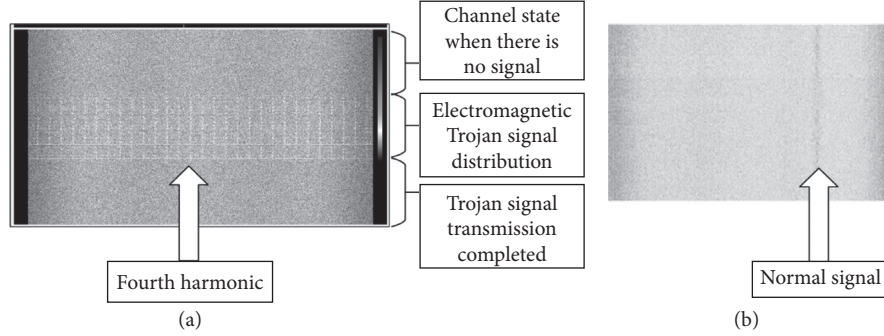 Channel state
when there is
no signal
Electromagnetic
Trojan signal
distribution
Trojan signal
transmission
completed
Fourth harmonic
(a)
Normal signal
(b)